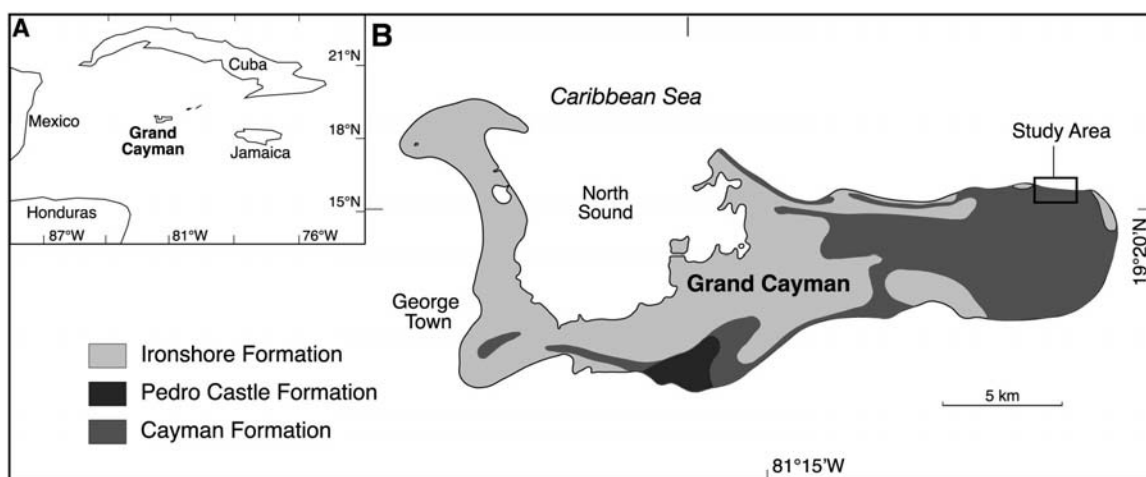 A
21°N
Cuba
Mexico
18°N
Grand
Cayman
Jamaica
15°N
Honduras
87°W
81°W
76°W
B
Caribbean Sea
Study Area
North
Sound
19°20'N
Grand Cayman
George
Town
Ironshore Formation
Pedro Castle Formation
Cayman Formation
5 km
81°15'W